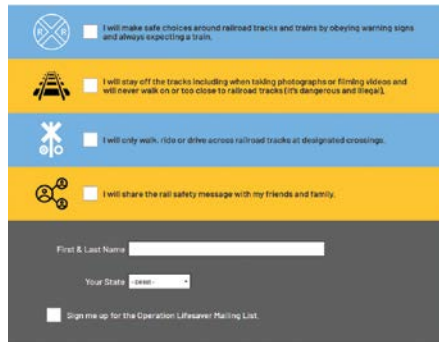 R R
I will make safe choices around railroad tracks and trains by obeying warning signs
and always expecting a train.
I will stay off the tracks including when taking photographs or filming videos and
will never walk on or too close to railroad tracks (it's dangerous and illegal).
I will only walk, ride or drive across railroad tracks at designated crossings.
I will share the rail safety message with my friends and family.
First & Last Name
Your State
Sign me up for the Operation Lifesaver Mailing List.